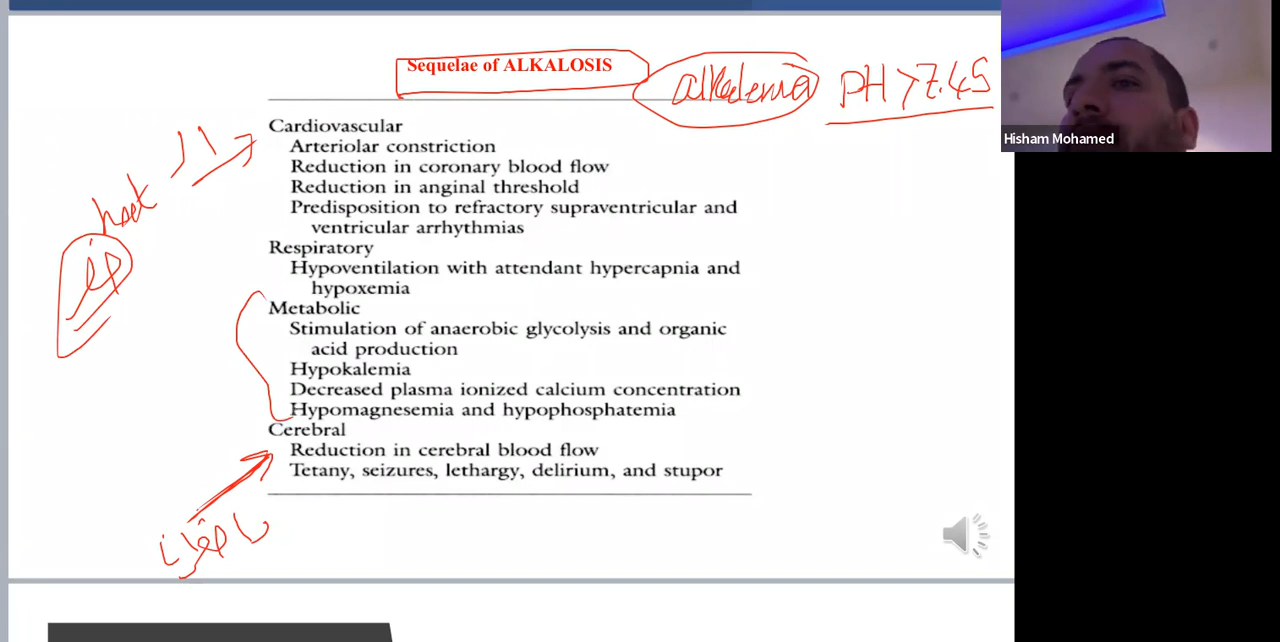 Sequelae of ALKALOSIS
alkalemia PH > 7.45
Hisham Mohamed
Cardiovascular
Arteriolar constriction
Reduction in coronary blood flow
Reduction in anginal threshold
Predisposition to refractory supraventricular and
ventricular arrhythmias
Respiratory
Hypoventilation with attendant hypercapnia and
hypoxemia
Metabolic
Stimulation of anaerobic glycolysis and organic
acid production
Hypokalemia
Decreased plasma ionized calcium concentration
Hypomagnesemia and hypophosphatemia
Cerebral
Reduction in cerebral blood flow
Tetany, seizures, lethargy, delirium, and stupor